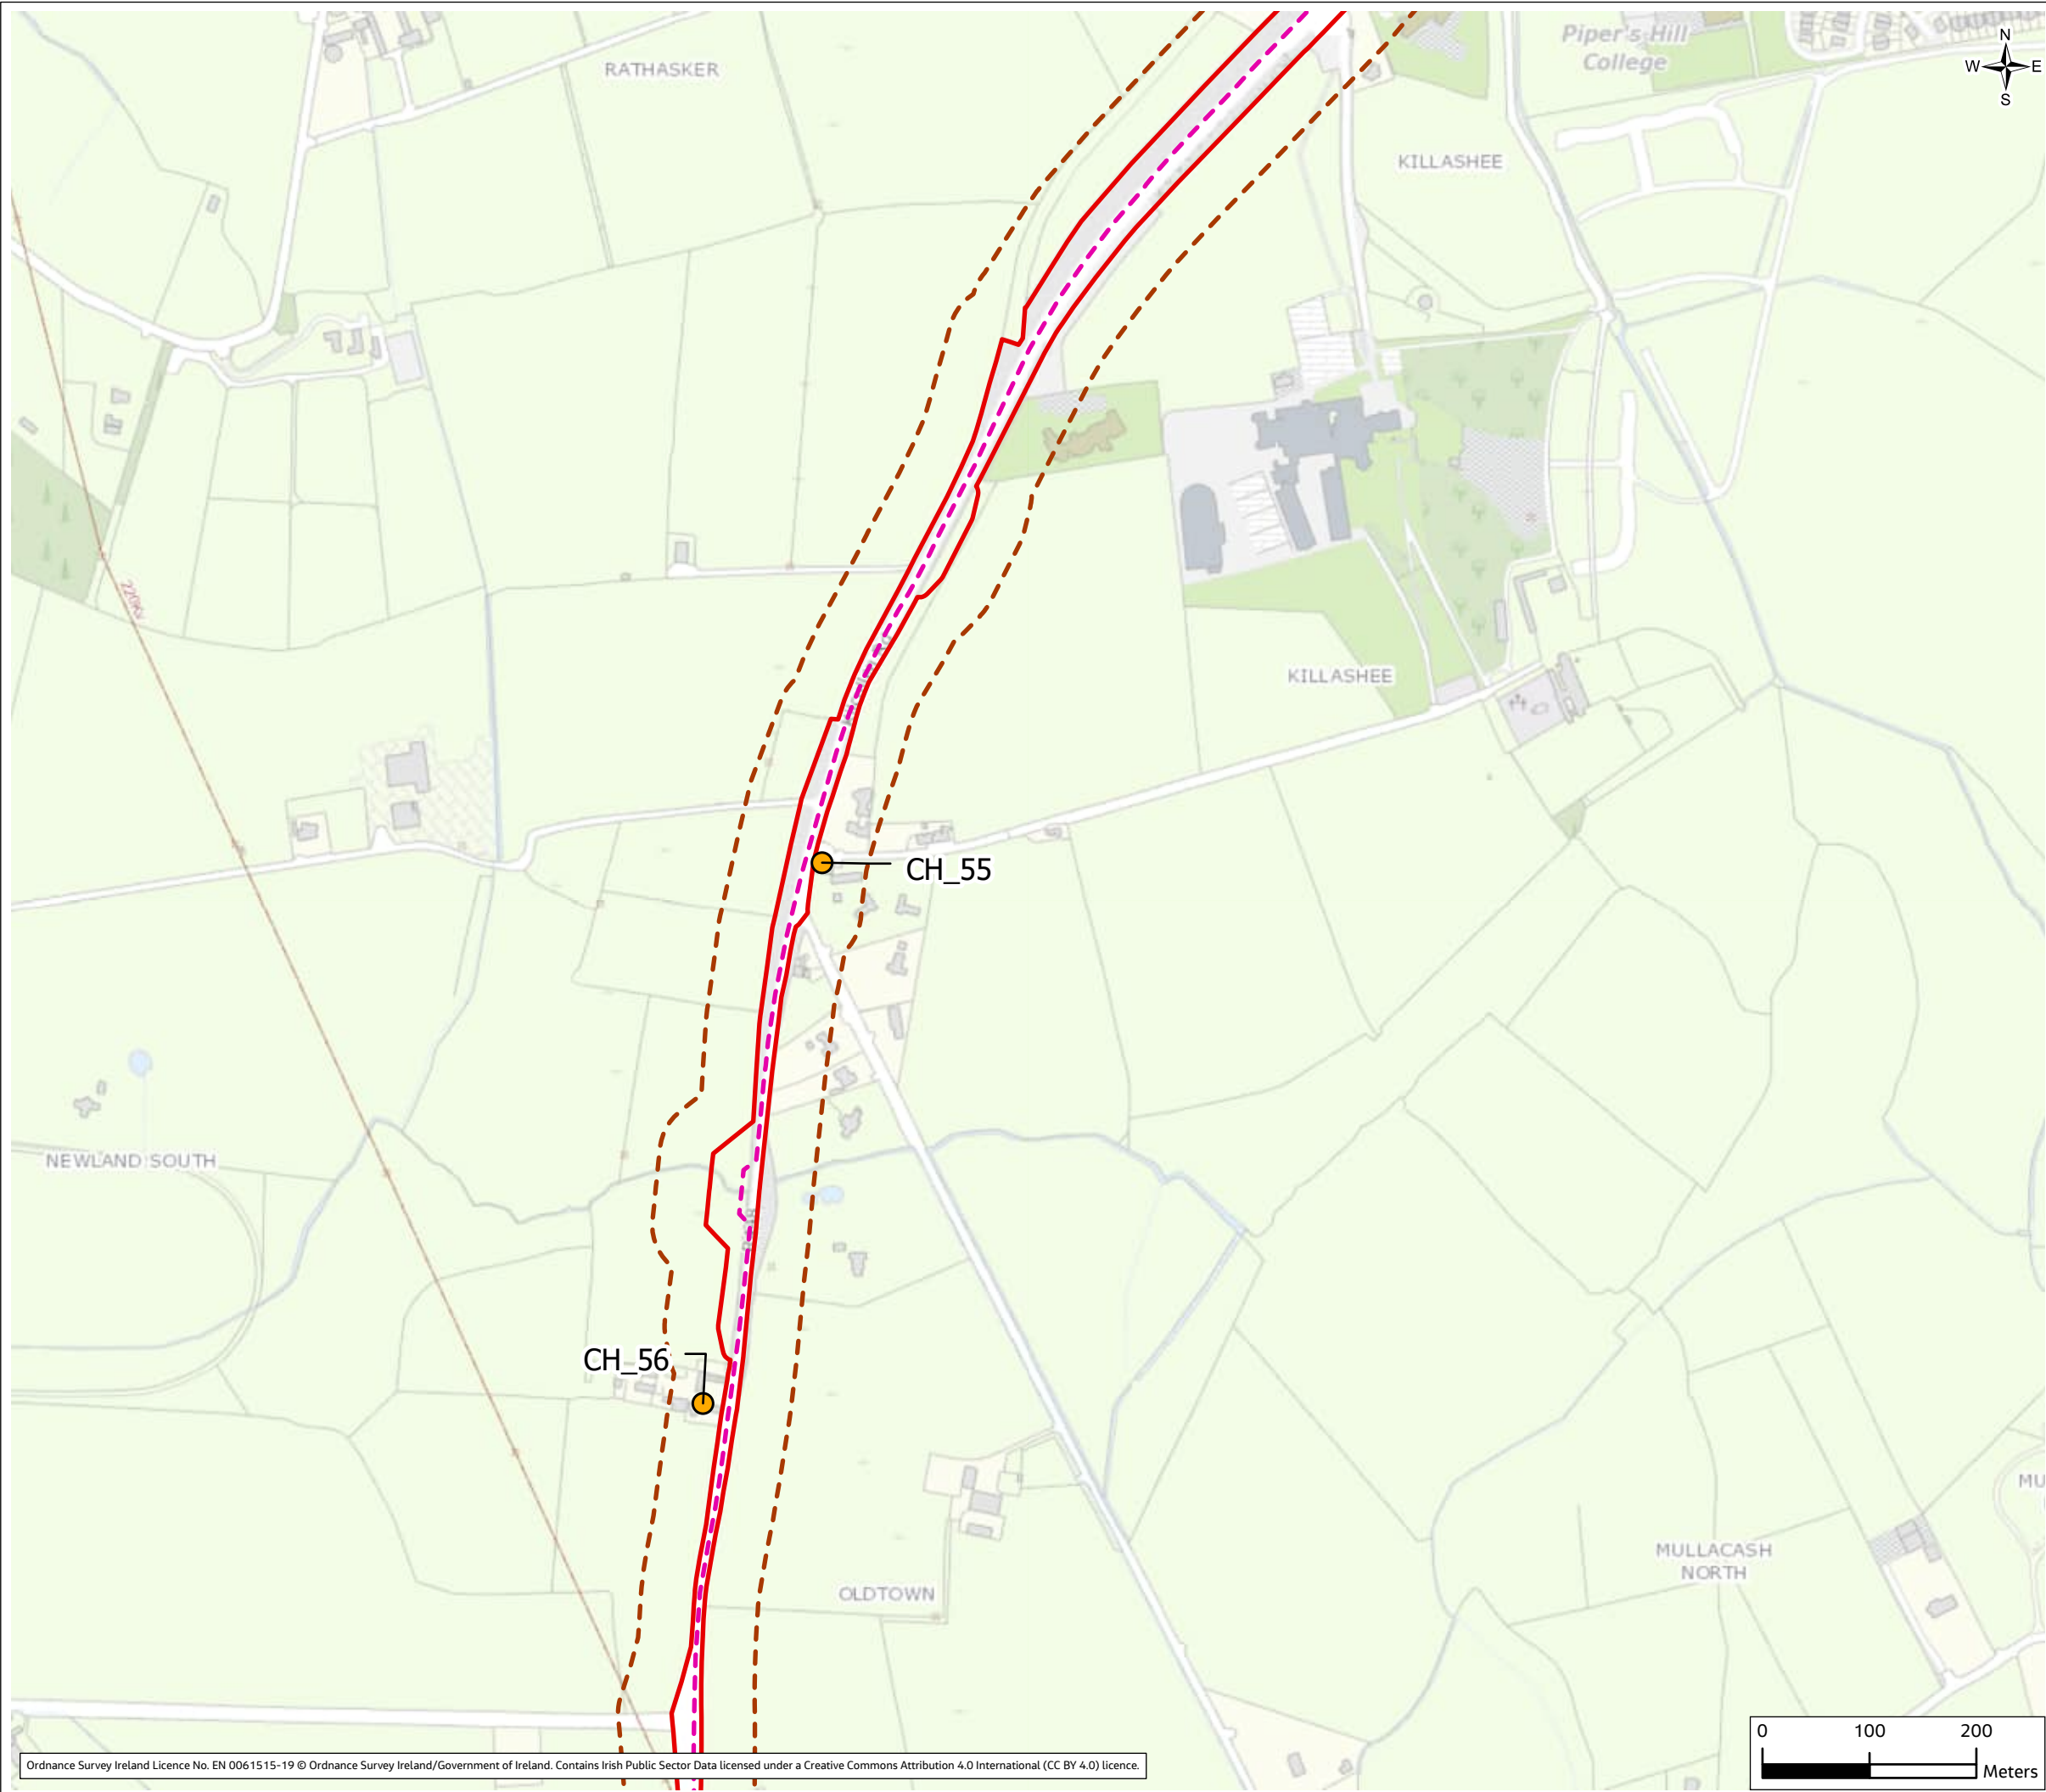 Piper's Hill
College
N
W E
S
RATHASKER
KILLASHEE
220KV
KILLASHEE
CH_55
NEWLAND SOUTH
CH_56
MULLACASH
NORTH
OLDTOWN
MU
0 100 200
Meters
Ordnance Survey Ireland Licence No. EN 0061515-19 © Ordnance Survey Ireland/Government of Ireland. Contains Irish Public Sector Data licensed under a Creative Commons Attribution 4.0 International (CC BY 4.0) licence.